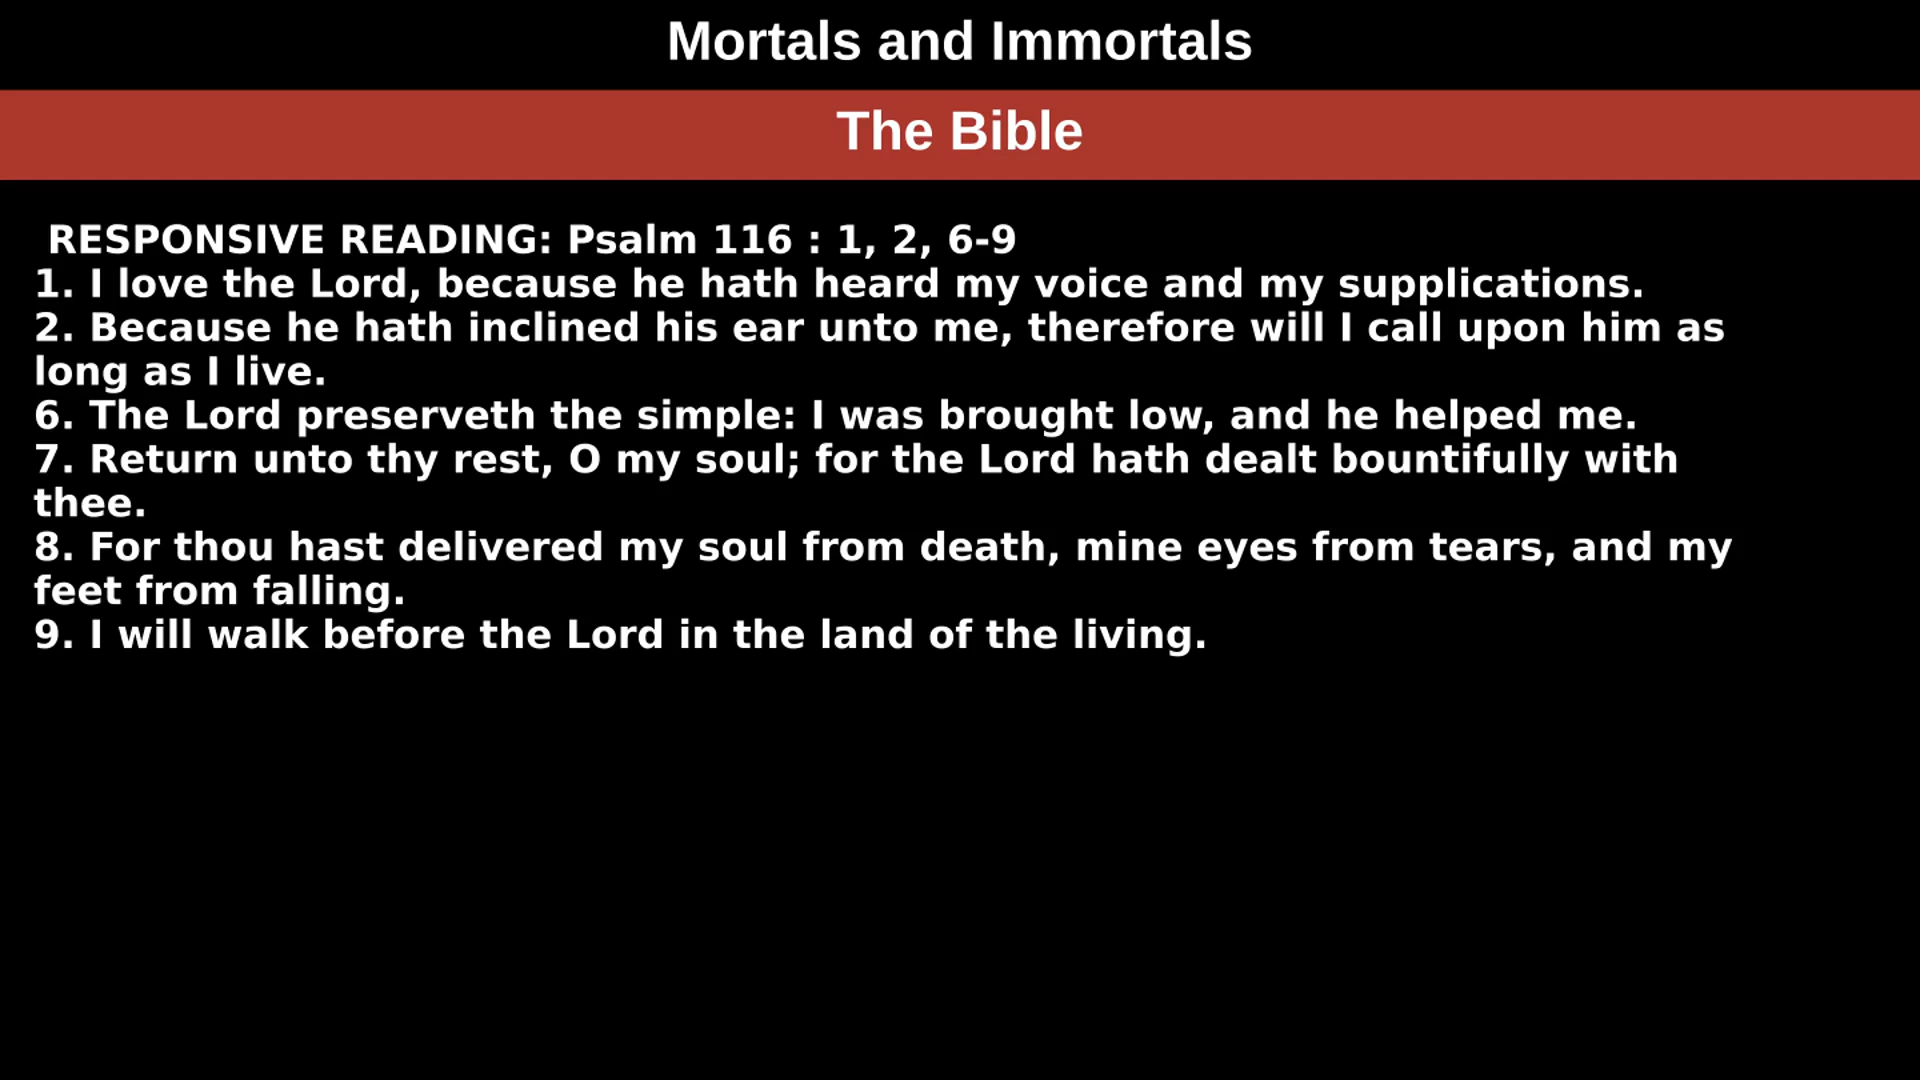 Mortals and Immortals
The Bible
RESPONSIVE READING: Psalm 116 : 1, 2, 6-9
1. I love the Lord, because he hath heard my voice and my supplications.
2. Because he hath inclined his ear unto me, therefore will I call upon him as
long as I live.
6. The Lord preserveth the simple: I was brought low, and he helped me.
7. Return unto thy rest, O my soul; for the Lord hath dealt bountifully with
thee.
8. For thou hast delivered my soul from death, mine eyes from tears, and my
feet from falling.
9. I will walk before the Lord in the land of the living.